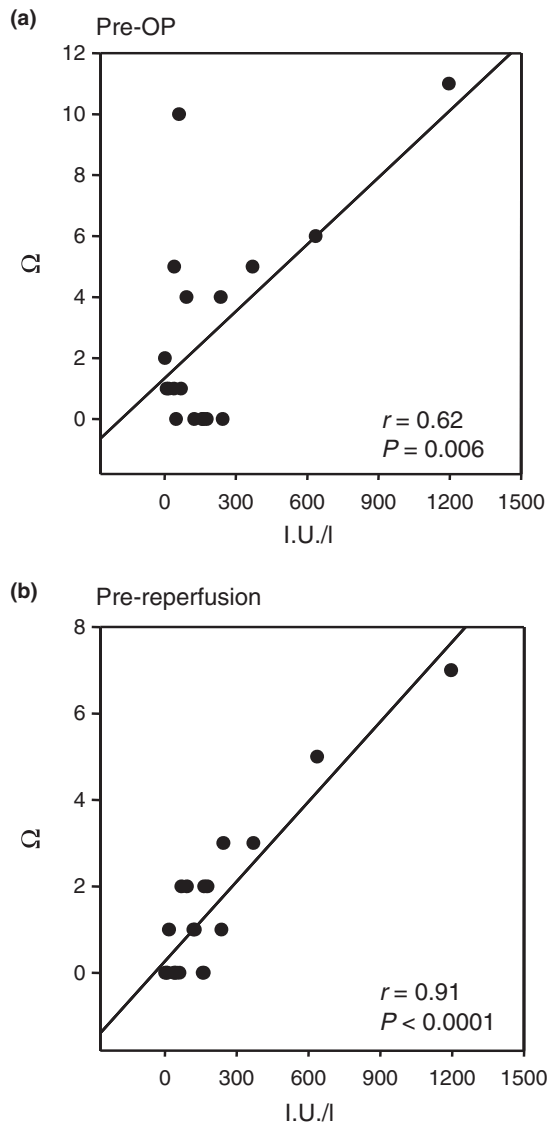 (a)
Pre-OP
12
10
8
6
4
2
0
Ω
r = 0.62
P = 0.006
0 300 600 900 1200 1500
I.U./l
(b)
Pre-reperfusion
8
6
4
2
0
Ω
r = 0.91
P < 0.0001
0 300 600 900 1200 1500
I.U./l